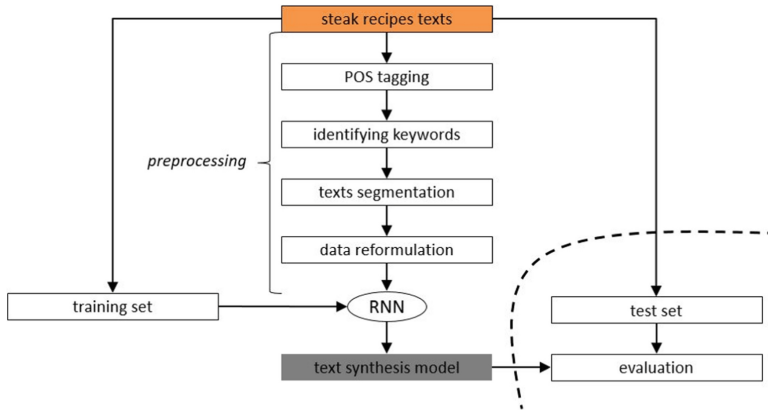 steak recipes texts
POS tagging
identifying keywords
preprocessing
texts segmentation
data reformulation
training set
RNN
test set
text synthesis model
evaluation